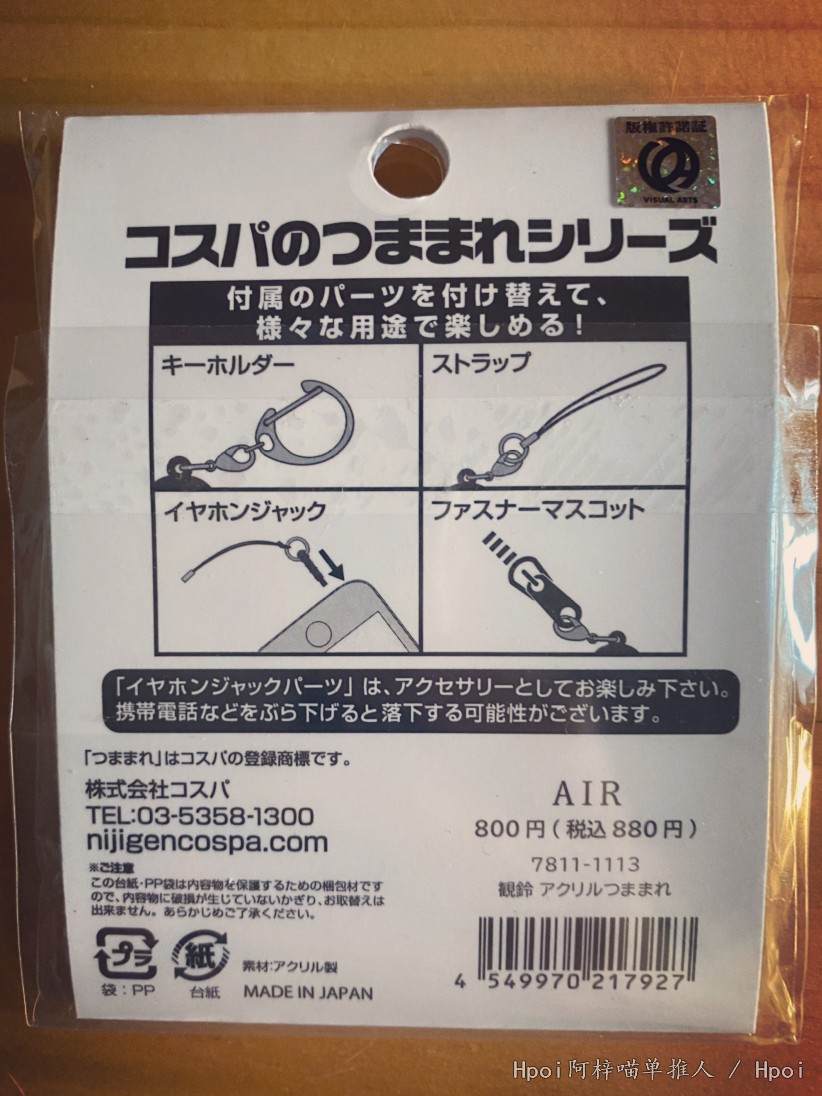 版権許諾証
VISUAL ARTS
コスパのつままれシリーズ
付属のパーツを付け替えて、
様々な用途で楽しめる！
キーホルダー
ストラップ
イヤホンジャック
ファスナーマスコット
「イヤホンジャックパーツ」は、アクセサリーとしてお楽しみ下さい。
携帯電話などをぶら下げると落下する可能性がございます。
「つままれ」はコスパの登録商標です。
株式会社コスパ
TEL:03-5358-1300
nijigencospa.com
※ご注意
この台紙・PP袋は内容物を保護するための梱包材です
ので、内容物に破損が生じていないかぎり、お取替えは
出来ません。あらかじめご了承ください。
プラ
袋：PP
紙
台紙
素材:アクリル製
MADE IN JAPAN
AIR
800円(税込880円)
7811-1113
観鈴 アクリルつままれ
4 549970 217927
Hpoi阿梓喵单推人 / Hpoi